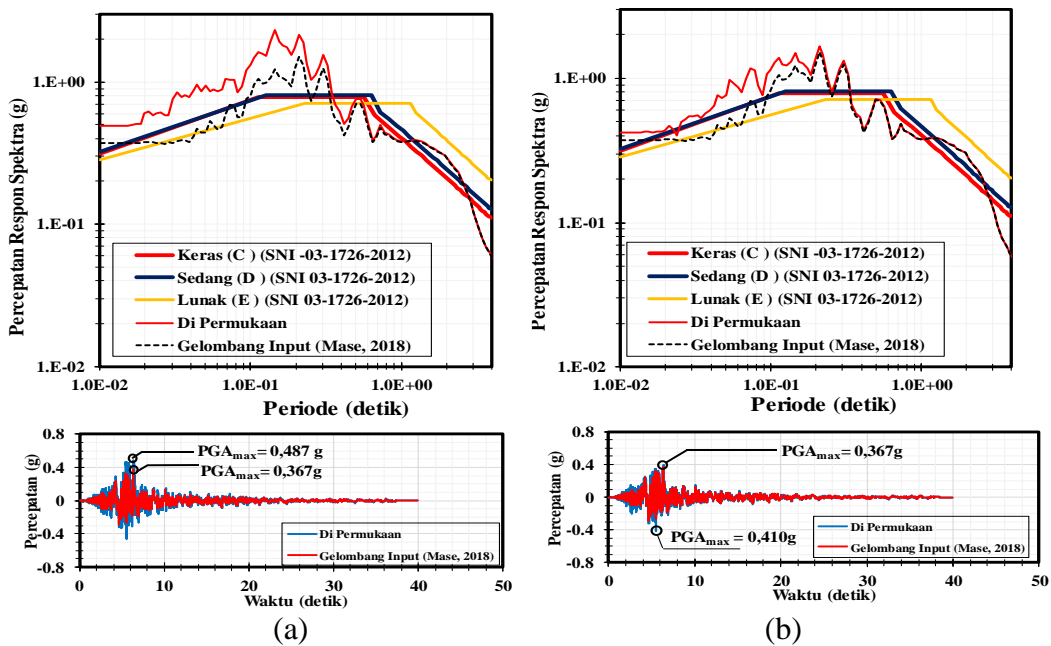 Percepatan Respon Spektra (g)
1.E+00
1.E-01
1.E-02
Keras (C ) (SNI -03-1726-2012)
Sedang (D ) (SNI 03-1726-2012)
Lunak (E ) (SNI 03-1726-2012)
Di Permukaan
Gelombang Input (Mase, 2018)
1.0E-02 1.0E-01 1.0E+00
Periode (detik)
Percepatan (g)
0.8
0.4
0
-0.4
-0.8
PGAmax= 0,487 g
PGAmax= 0,367g
Di Permukaan
Gelombang Input (Mase, 2018)
0 10 20 30 40 50
Waktu (detik)
(a)
Percepatan Respon Spektra (g)
1.E+00
1.E-01
1.E-02
Keras (C ) (SNI -03-1726-2012)
Sedang (D ) (SNI 03-1726-2012)
Lunak (E ) (SNI 03-1726-2012)
Di Permukaan
Gelombang Input (Mase, 2018)
1.0E-02 1.0E-01 1.0E+00
Periode (detik)
Percepatan (g)
0.8
0.4
0
-0.4
-0.8
PGAmax= 0,367g
PGAmax = 0,410g
Di Permukaan
Gelombang Input (Mase, 2018)
0 10 20 30 40 50
Waktu (detik)
(b)